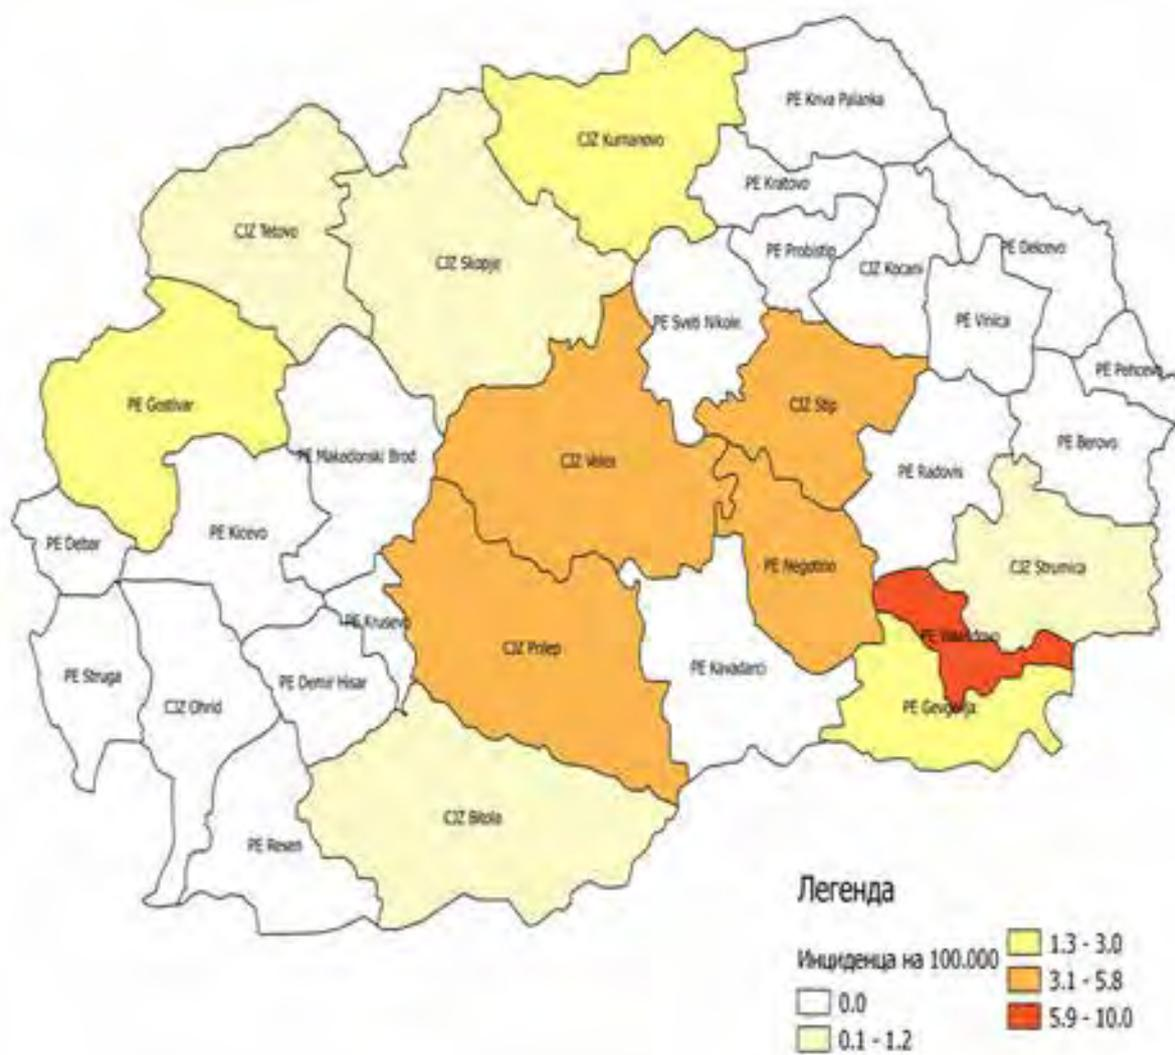 PE Kriva Palanka
CJZ Kumanovo
PE Kratovo
CJZ Tetovo
CJZ Skopje
PE Probistip
CJZ Kocani
PE Delcevo
PE Sveti Nikole
PE Vinica
PE Pehcevo
PE Gostivar
CJZ Stip
PE Makedonski Brod
CJZ Veles
PE Berovo
PE Radovis
PE Kicevo
PE Debar
PE Negotino
CJZ Strumica
PE Krusevo
PE Valandovo
CJZ Prilep
PE Kavadarci
PE Struga
PE Demir Hisar
CJZ Ohrid
PE Gevgelija
CJZ Bitola
PE Resen
Легенда
Инциденца на 100.000
0.0
0.1 - 1.2
1.3 - 3.0
3.1 - 5.8
5.9 - 10.0